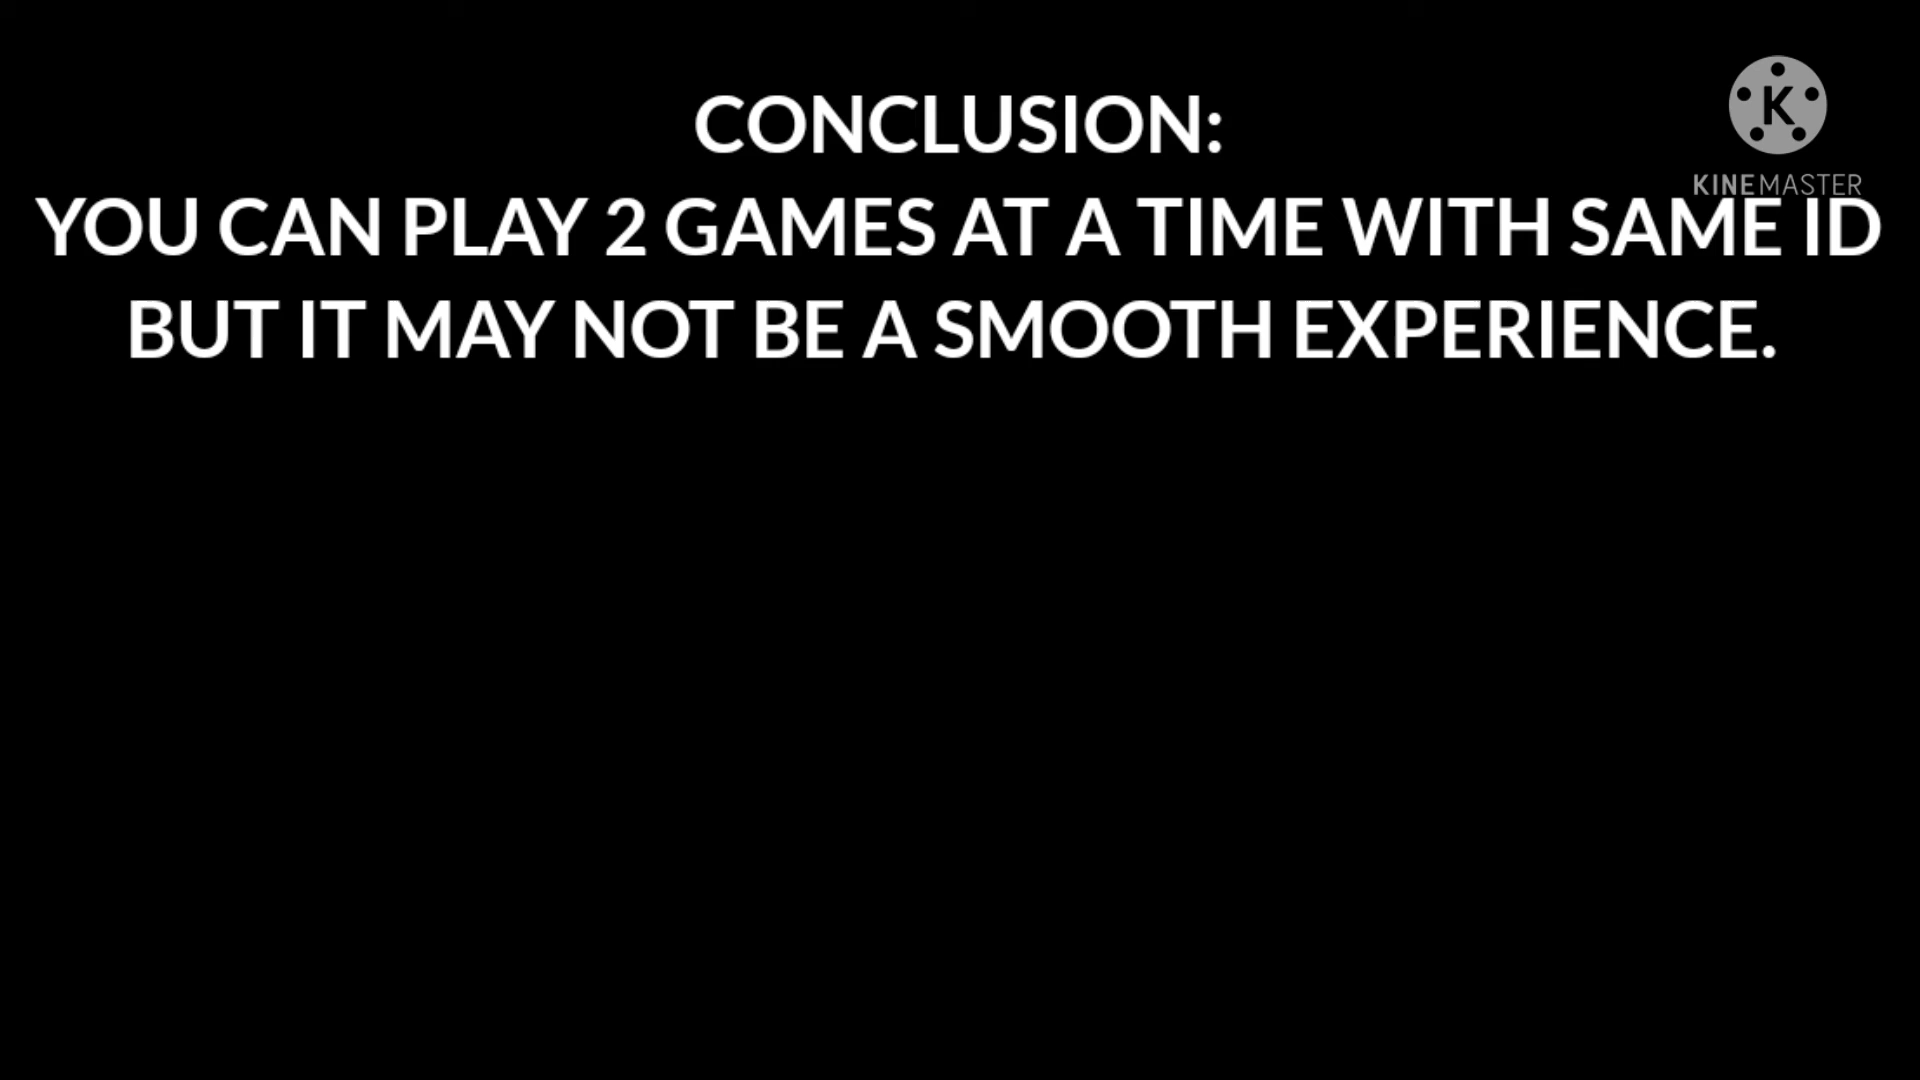 CONCLUSION:
K
KINEMASTER
YOU CAN PLAY 2 GAMES AT A TIME WITH SAME ID
BUT IT MAY NOT BE A SMOOTH EXPERIENCE.